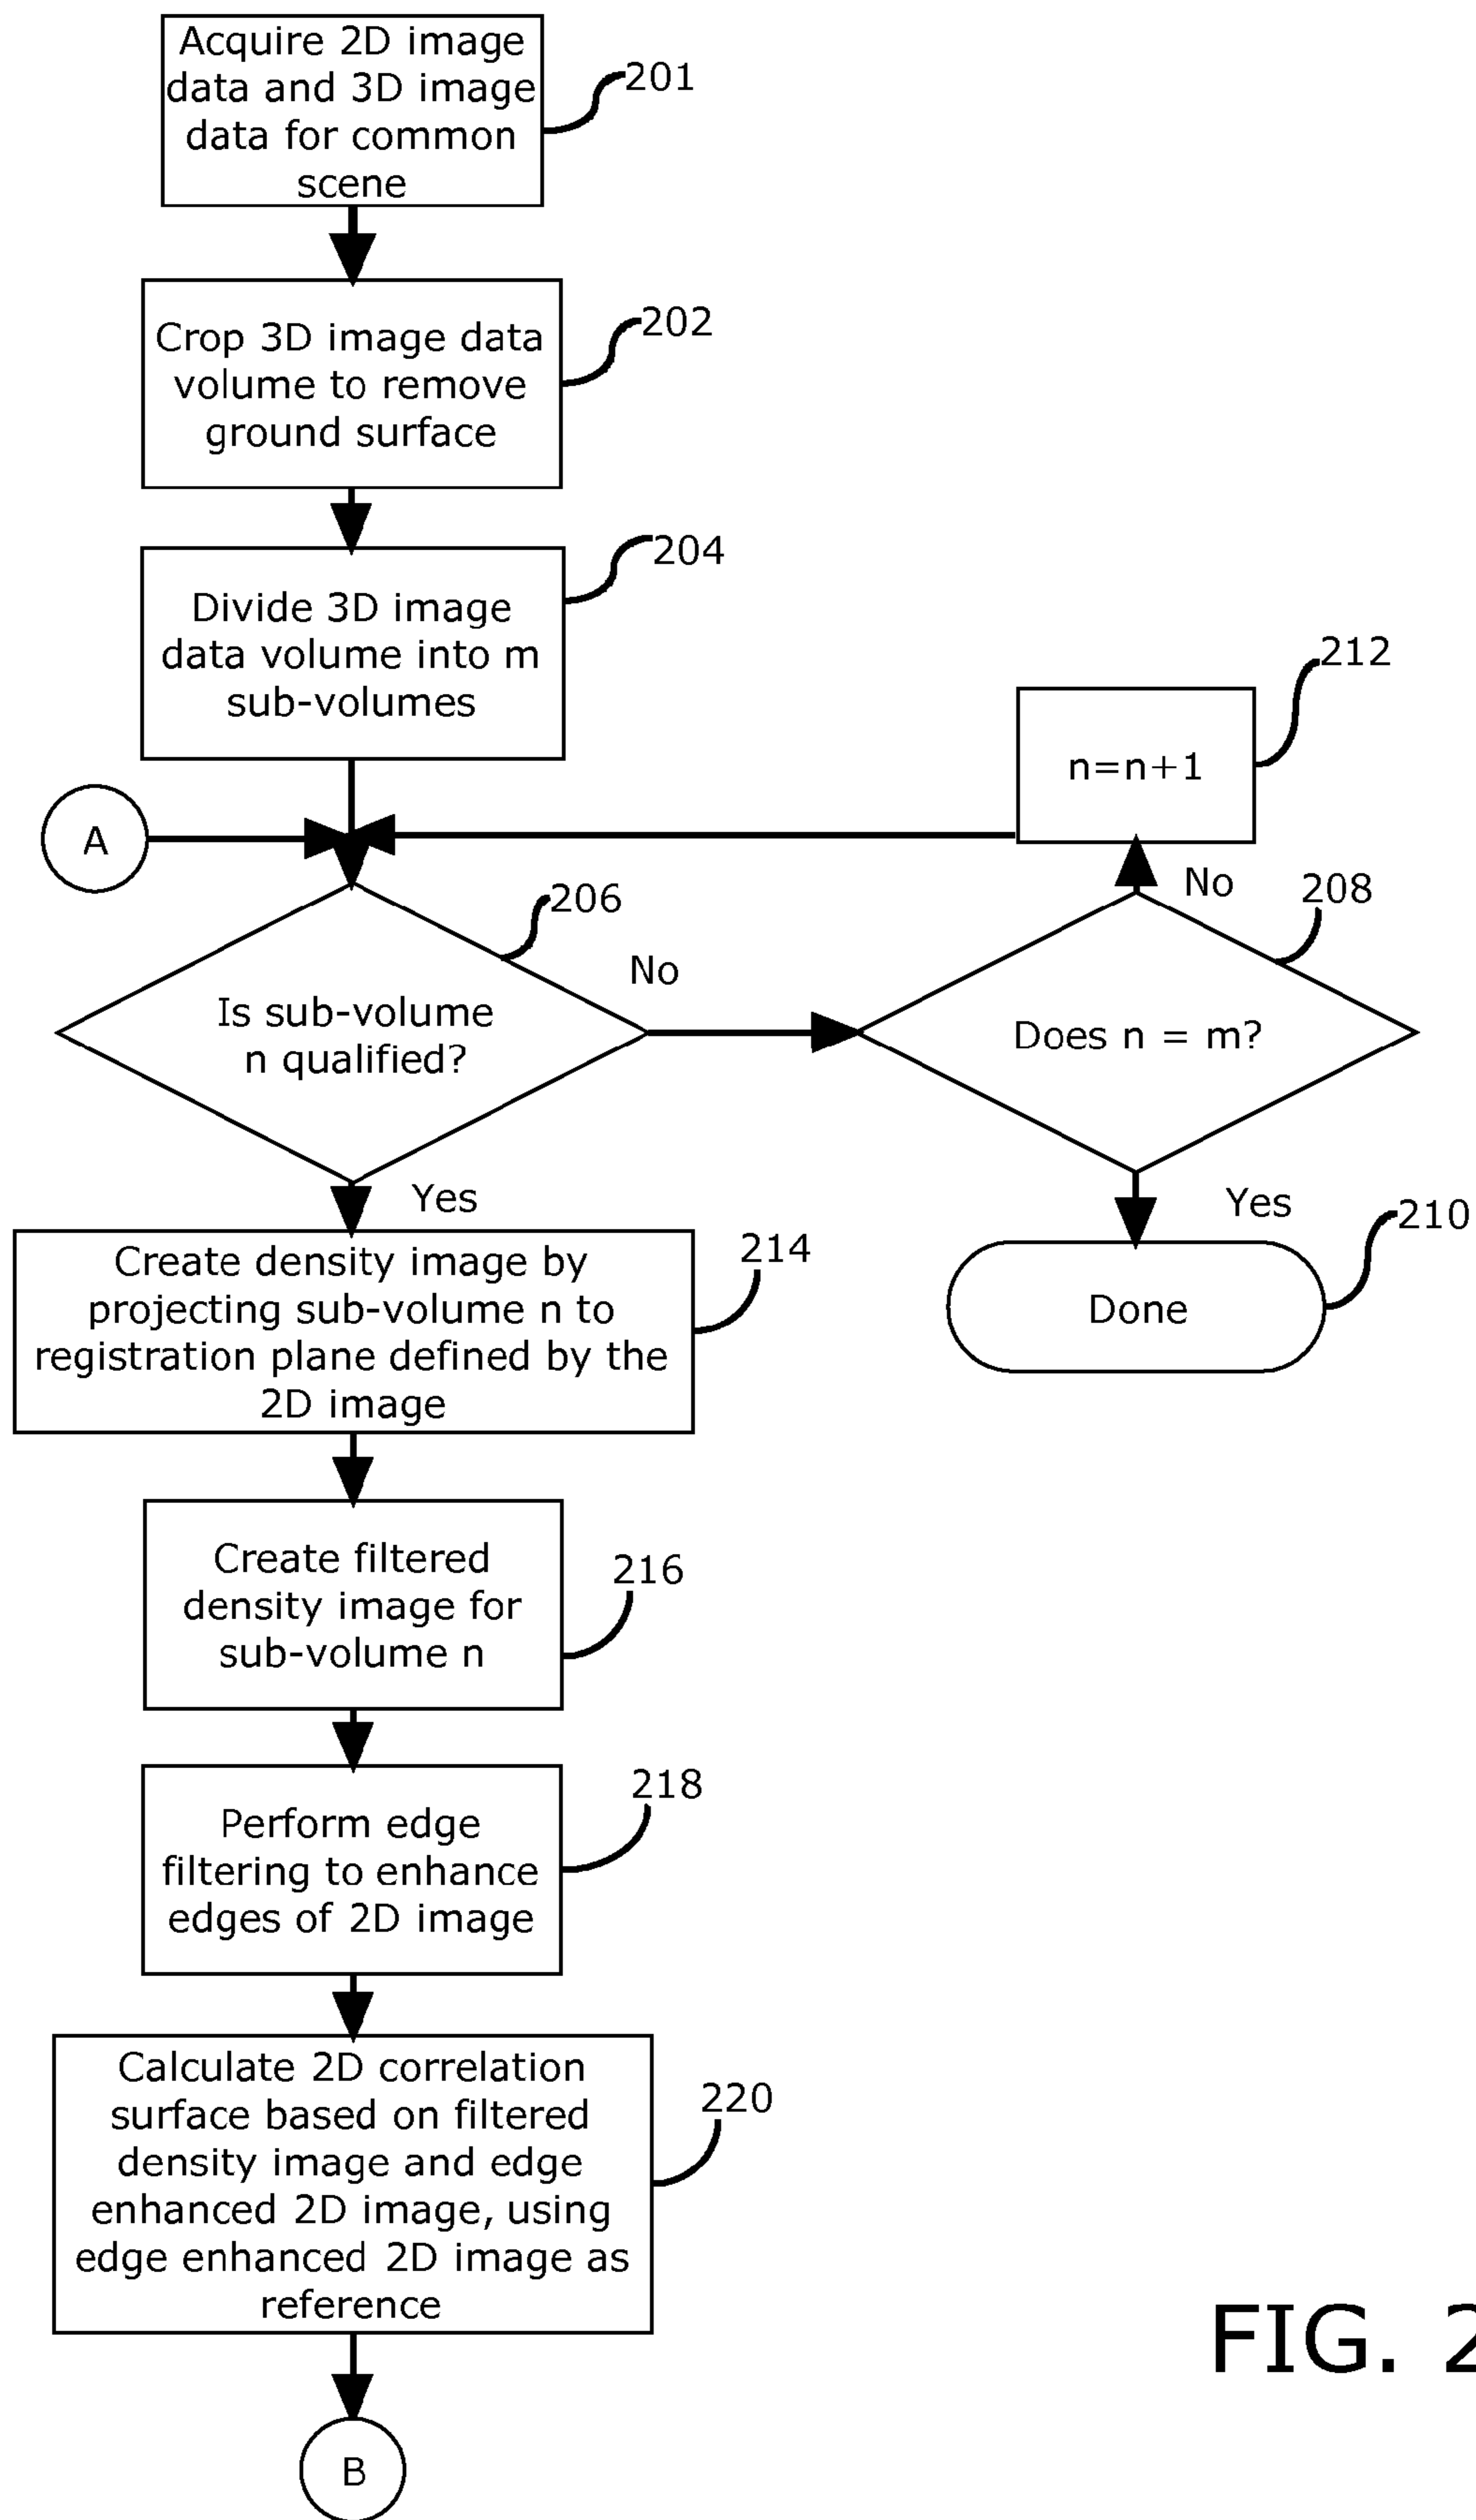 Acquire 2D image
data and 3D image
data for common
scene
201
Crop 3D image data
volume to remove
ground surface
202
Divide 3D image
data volume into m
sub-volumes
204
n=n+1
212
A
Is sub-volume
n qualified?
206
No
Does n = m?
208
No
Yes
Yes
Done
210
Create density image by
projecting sub-volume n to
registration plane defined by the
2D image
214
Create filtered
density image for
sub-volume n
216
Perform edge
filtering to enhance
edges of 2D image
218
Calculate 2D correlation
surface based on filtered
density image and edge
enhanced 2D image, using
edge enhanced 2D image as
reference
220
B
FIG. 2